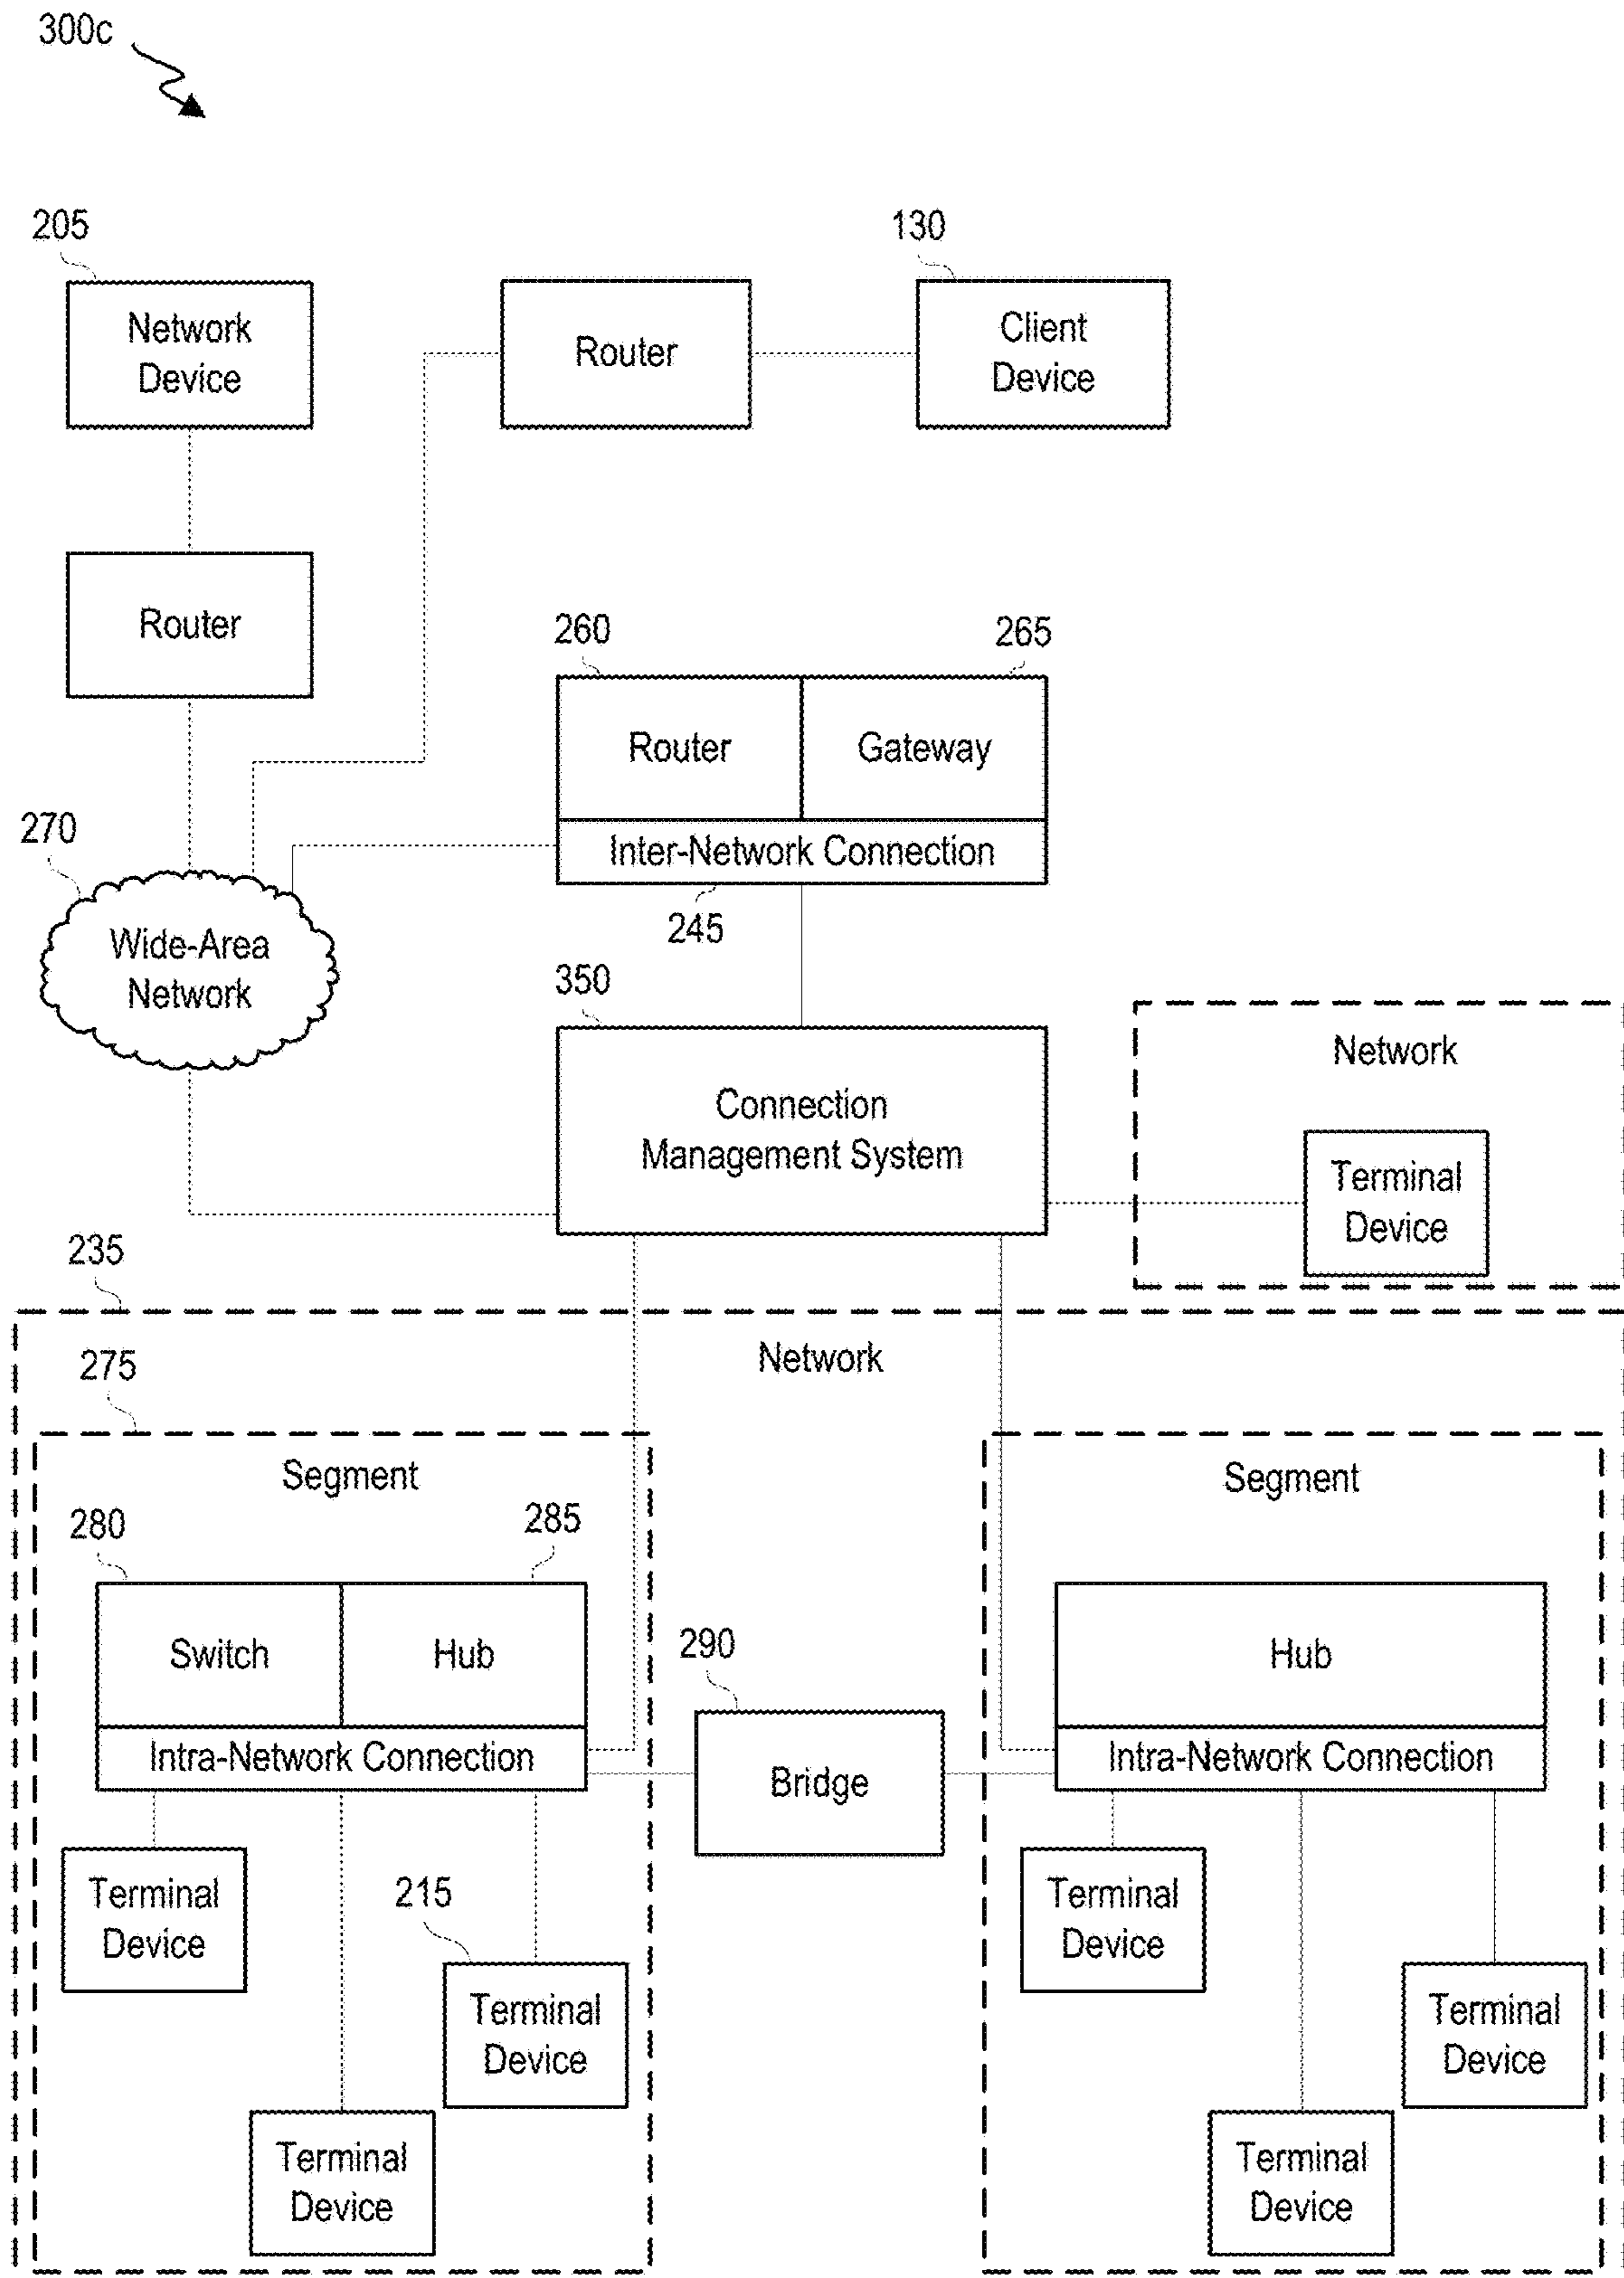 300c
205
130
Network
Device
Router
Client
Device
Router
260
265
Router
Gateway
Inter-Network Connection
245
270
Wide-Area
Network
350
Connection
Management System
Network
Terminal
Device
235
Network
275
Segment
280
285
Switch
Hub
Intra-Network Connection
290
Bridge
Segment
Hub
Intra-Network Connection
Terminal
Device
215
Terminal
Device
Terminal
Device
Terminal
Device
Terminal
Device
Terminal
Device